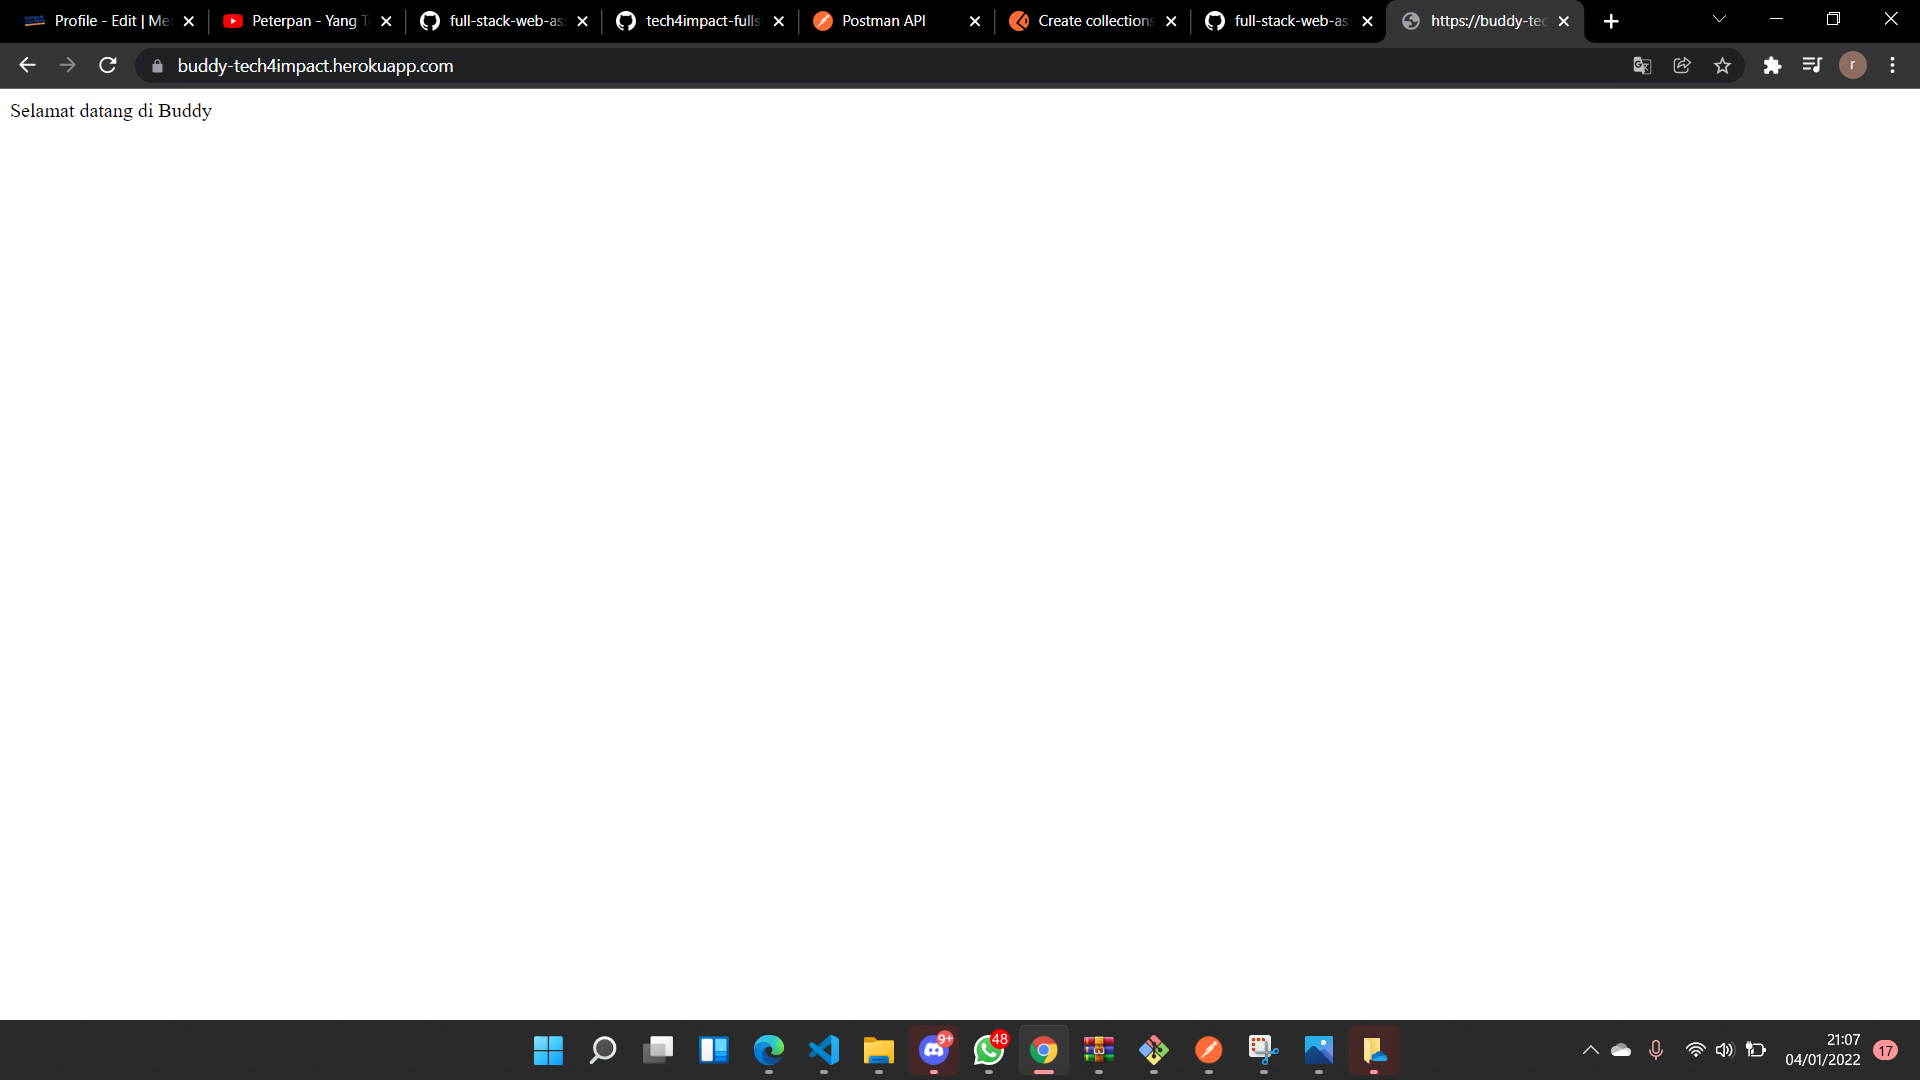 Profile - Edit | Me
Peterpan - Yang T
full-stack-web-as
tech4impact-fulls
Postman API
Create collections
full-stack-web-as
https://buddy-tec
buddy-tech4impact.herokuapp.com
r
Selamat datang di Buddy
9+
48
21:07
04/01/2022
17